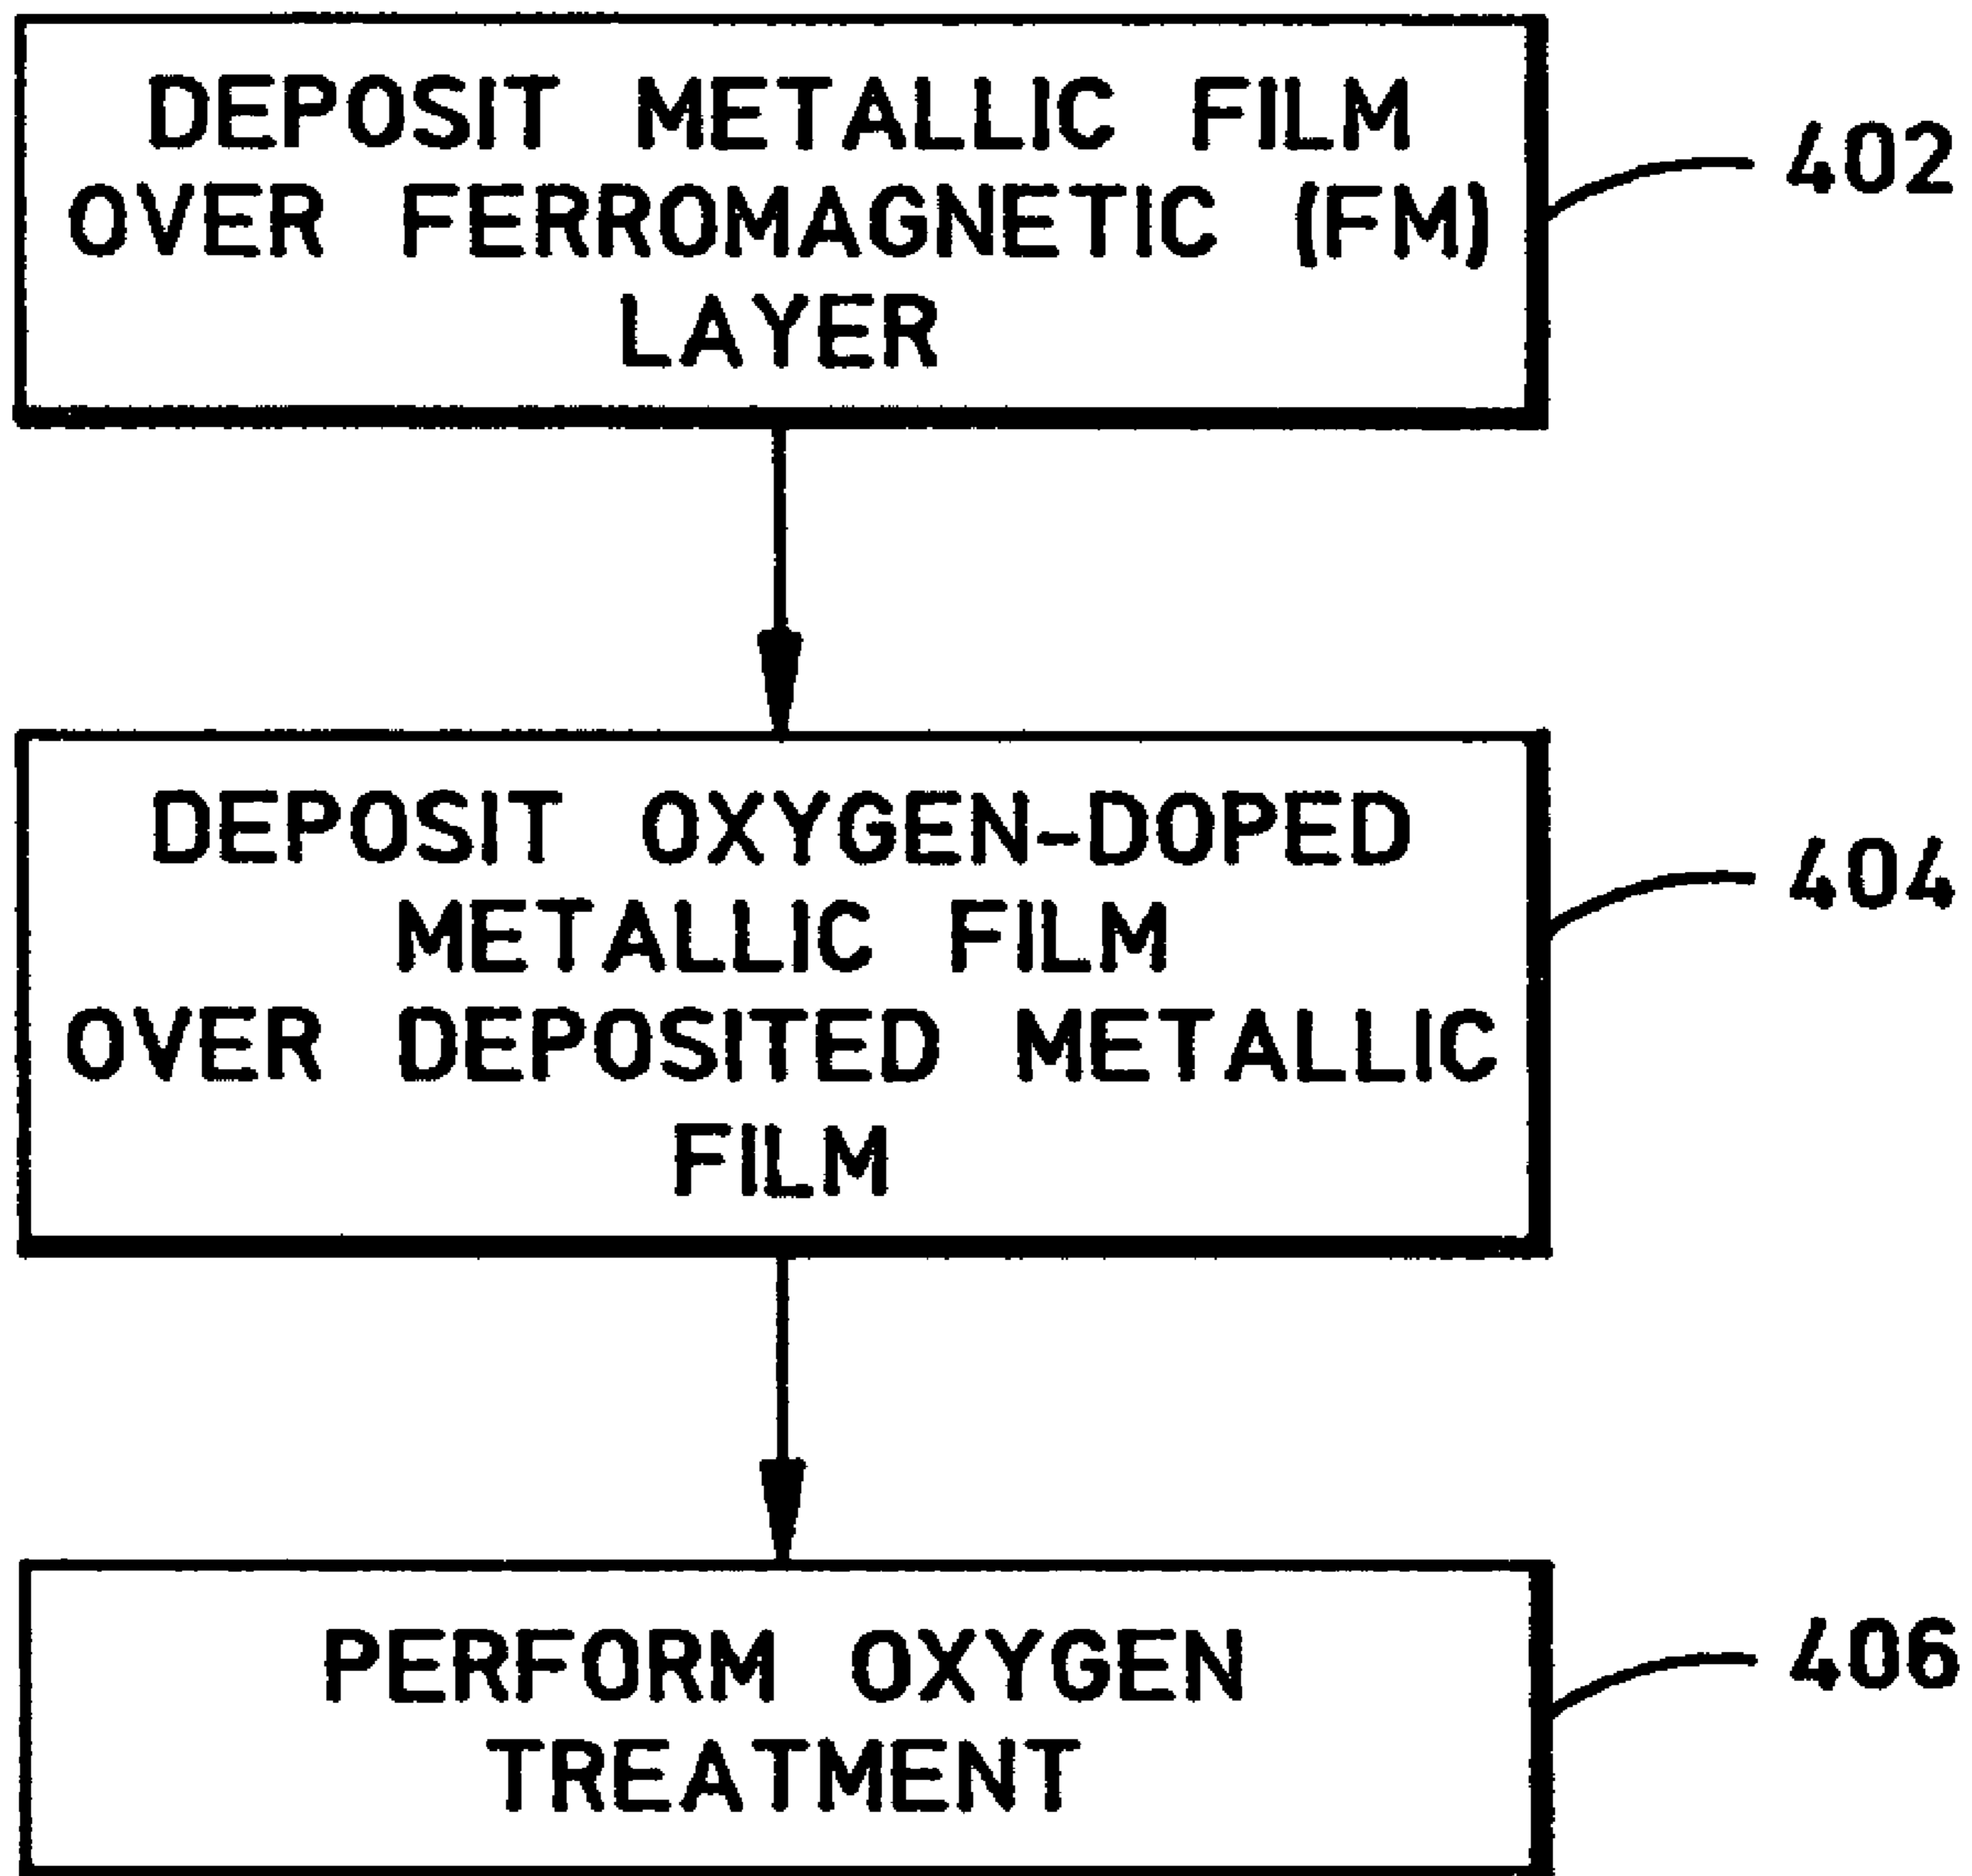 DEPOSIT METALLIC FILM
OVER FERROMAGNETIC (FM)
LAYER
402
DEPOSIT OXYGEN-DOPED
METALLIC FILM
OVER DEPOSITED METALLIC
FILM
404
PERFORM OXYGEN
TREATMENT
406